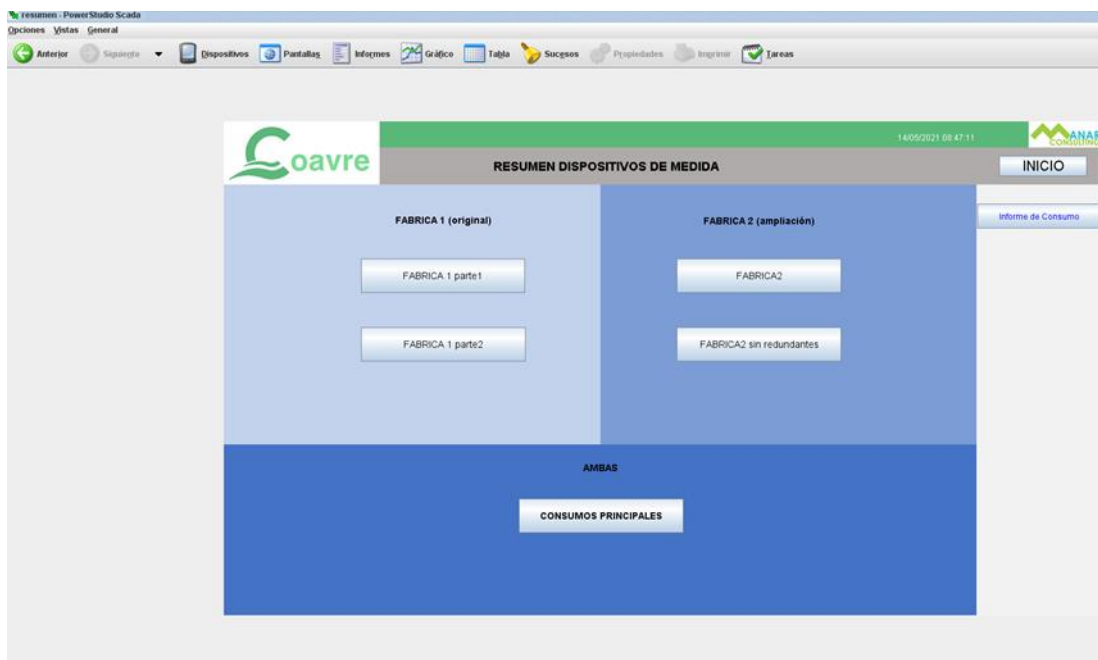 resumen - PowerStudio Scada
Opciones Vistas General
Anterior Siguiente Dispositivos Pantallas Informes Gráfico Tabla Sucesos Propiedades Imprimir Tareas
14/05/2021 08:47:11
Coavre
MANAR
CONSULTING
RESUMEN DISPOSITIVOS DE MEDIDA
INICIO
FABRICA 1 (original)
FABRICA 2 (ampliación)
Informe de Consumo
FABRICA 1 parte1
FABRICA2
FABRICA 1 parte2
FABRICA2 sin redundantes
AMBAS
CONSUMOS PRINCIPALES